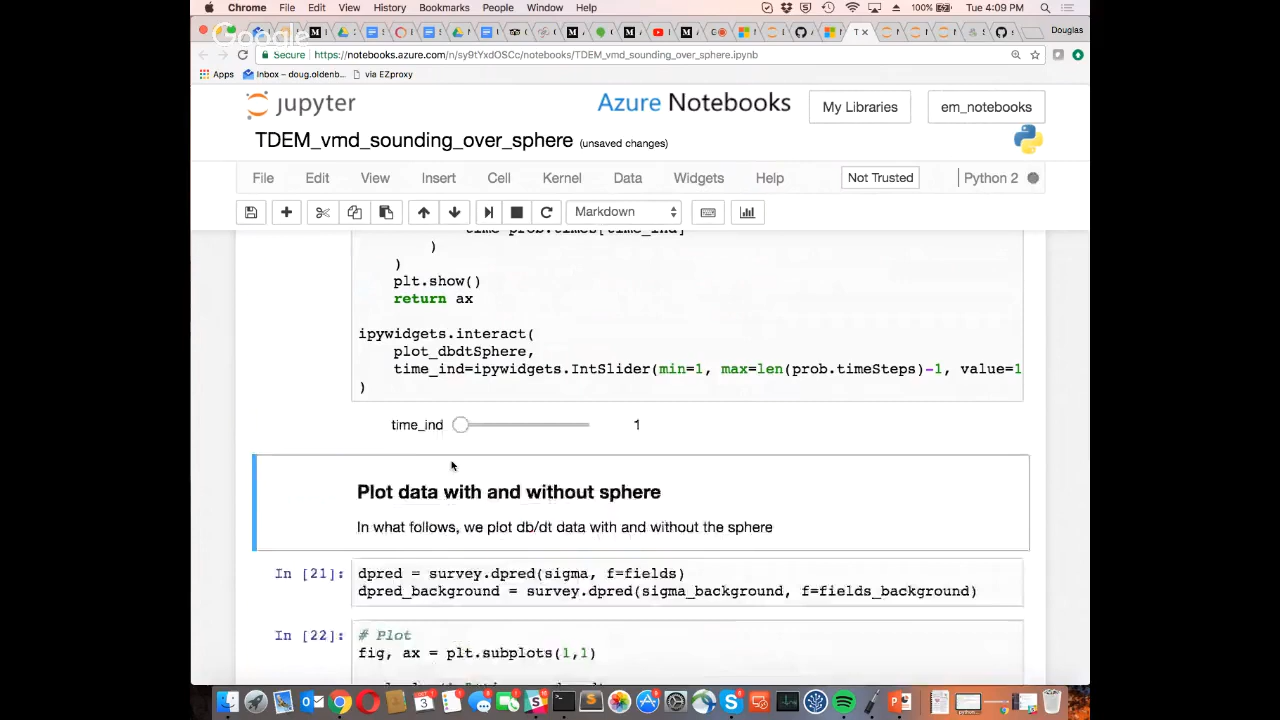 Chrome File Edit View History Bookmarks People Window Help 100% Tue 4:09 PM
Google
Douglas
Secure https://notebooks.azure.com/n/sy9tYxdOSCc/notebooks/TDEM_vmd_sounding_over_sphere.ipynb
Apps Inbox - doug.oldenb... via EZproxy
jupyter Azure Notebooks My Libraries em_notebooks
TDEM_vmd_sounding_over_sphere (unsaved changes)
File Edit View Insert Cell Kernel Data Widgets Help Not Trusted Python 2
Markdown
time=prob.times[time_ind]
)
)
plt.show()
return ax
ipywidgets.interact(
plot_dbdtSphere,
time_ind=ipywidgets.IntSlider(min=1, max=len(prob.timeSteps)-1, value=1
)
time_ind 1
Plot data with and without sphere
In what follows, we plot db/dt data with and without the sphere
In [21]: dpred = survey.dpred(sigma, f=fields)
dpred_background = survey.dpred(sigma_background, f=fields_background)
In [22]: # Plot
fig, ax = plt.subplots(1,1)